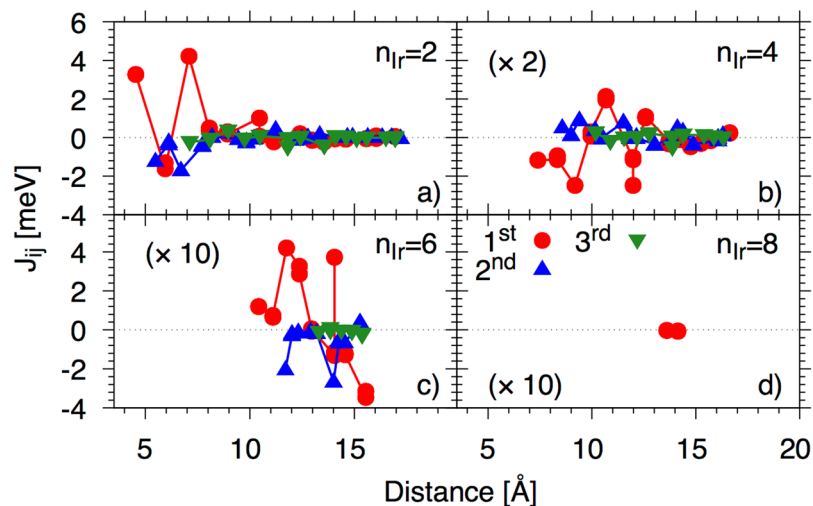 6
4
2
0
-2
-4
n_Ir=2
a)
(× 2)
n_Ir=4
b)
J_ij [meV]
4
2
0
-2
-4
(× 10)
n_Ir=6
c)
1st 3rd
2nd
n_Ir=8
(× 10)
d)
5 10 15 5 10 15 20
Distance [Å]